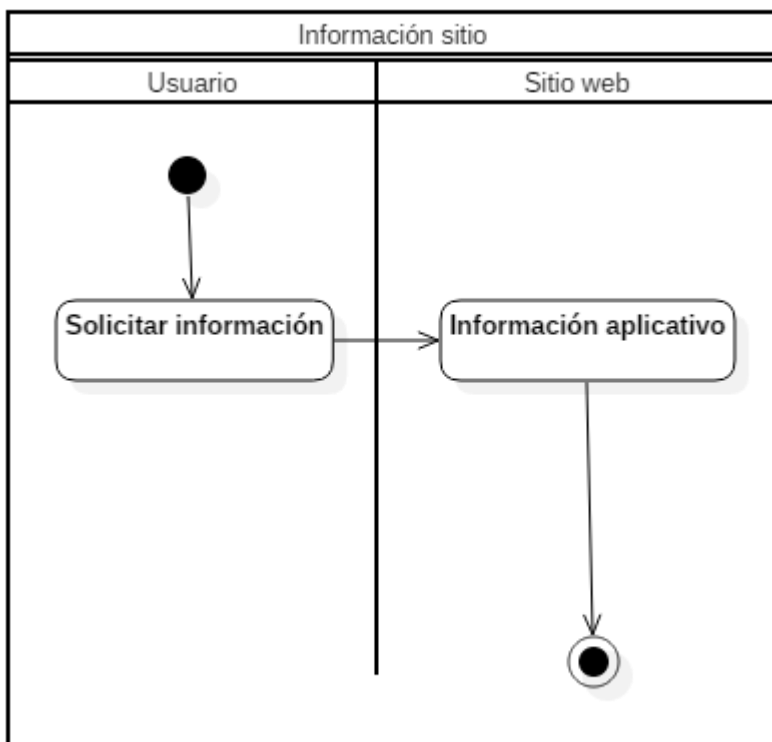 Información sitio
Usuario
Sitio web
Solicitar información
Información aplicativo